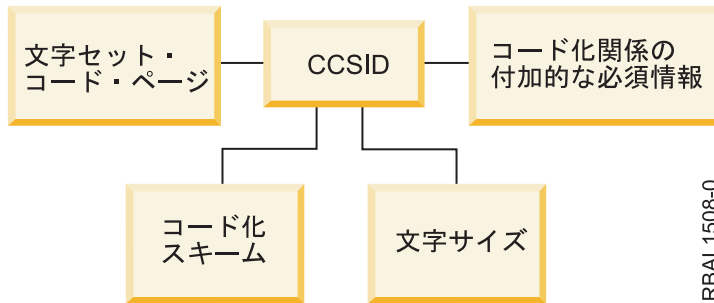 文字セット・
コード・ページ
CCSID
コード化関係の
付加的な必須情報
コード化
スキーム
文字サイズ
RBAL1508-0